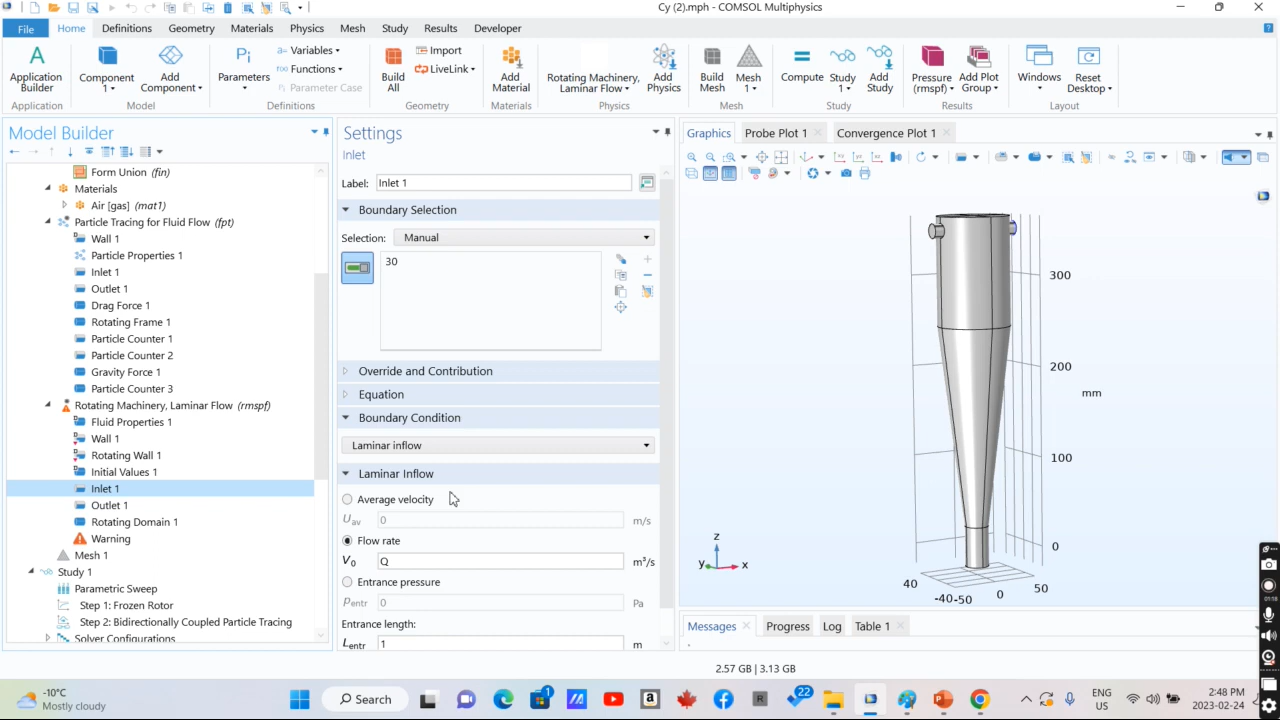 Cy (2).mph - COMSOL Multiphysics
File Home Definitions Geometry Materials Physics Mesh Study Results Developer
Application Builder
Component 1
Add Component
Parameters
Variables
Functions
Parameter Case
Build All
Import
LiveLink
Add Material
Rotating Machinery, Laminar Flow
Add Physics
Build Mesh
Mesh 1
Compute
Study 1
Add Study
Pressure (rmspf)
Add Plot Group
Windows
Reset Desktop
Application Model Definitions Geometry Materials Physics Mesh Study Results Layout
Model Builder
Form Union (fin)
Materials
Air [gas] (mat1)
Particle Tracing for Fluid Flow (fpt)
Wall 1
Particle Properties 1
Inlet 1
Outlet 1
Drag Force 1
Rotating Frame 1
Particle Counter 1
Particle Counter 2
Gravity Force 1
Particle Counter 3
Rotating Machinery, Laminar Flow (rmspf)
Fluid Properties 1
Wall 1
Rotating Wall 1
Initial Values 1
Inlet 1
Outlet 1
Rotating Domain 1
Warning
Mesh 1
Study 1
Parametric Sweep
Step 1: Frozen Rotor
Step 2: Bidirectionally Coupled Particle Tracing
Solver Configurations
Settings
Inlet
Label: Inlet 1
Boundary Selection
Selection: Manual
30
Override and Contribution
Equation
Boundary Condition
Laminar inflow
Laminar Inflow
Average velocity
Uav 0 m/s
Flow rate
V0 Q m³/s
Entrance pressure
pentr 0 Pa
Entrance length:
Lentr 1 m
Graphics Probe Plot 1 Convergence Plot 1
300
200
mm
100
0
z
y x
40
-40 -50 0 50
Messages Progress Log Table 1
2.57 GB | 3.13 GB
01:19
-10°C
Mostly cloudy
Search
1
22
ENG
US
2:48 PM
2023-02-24